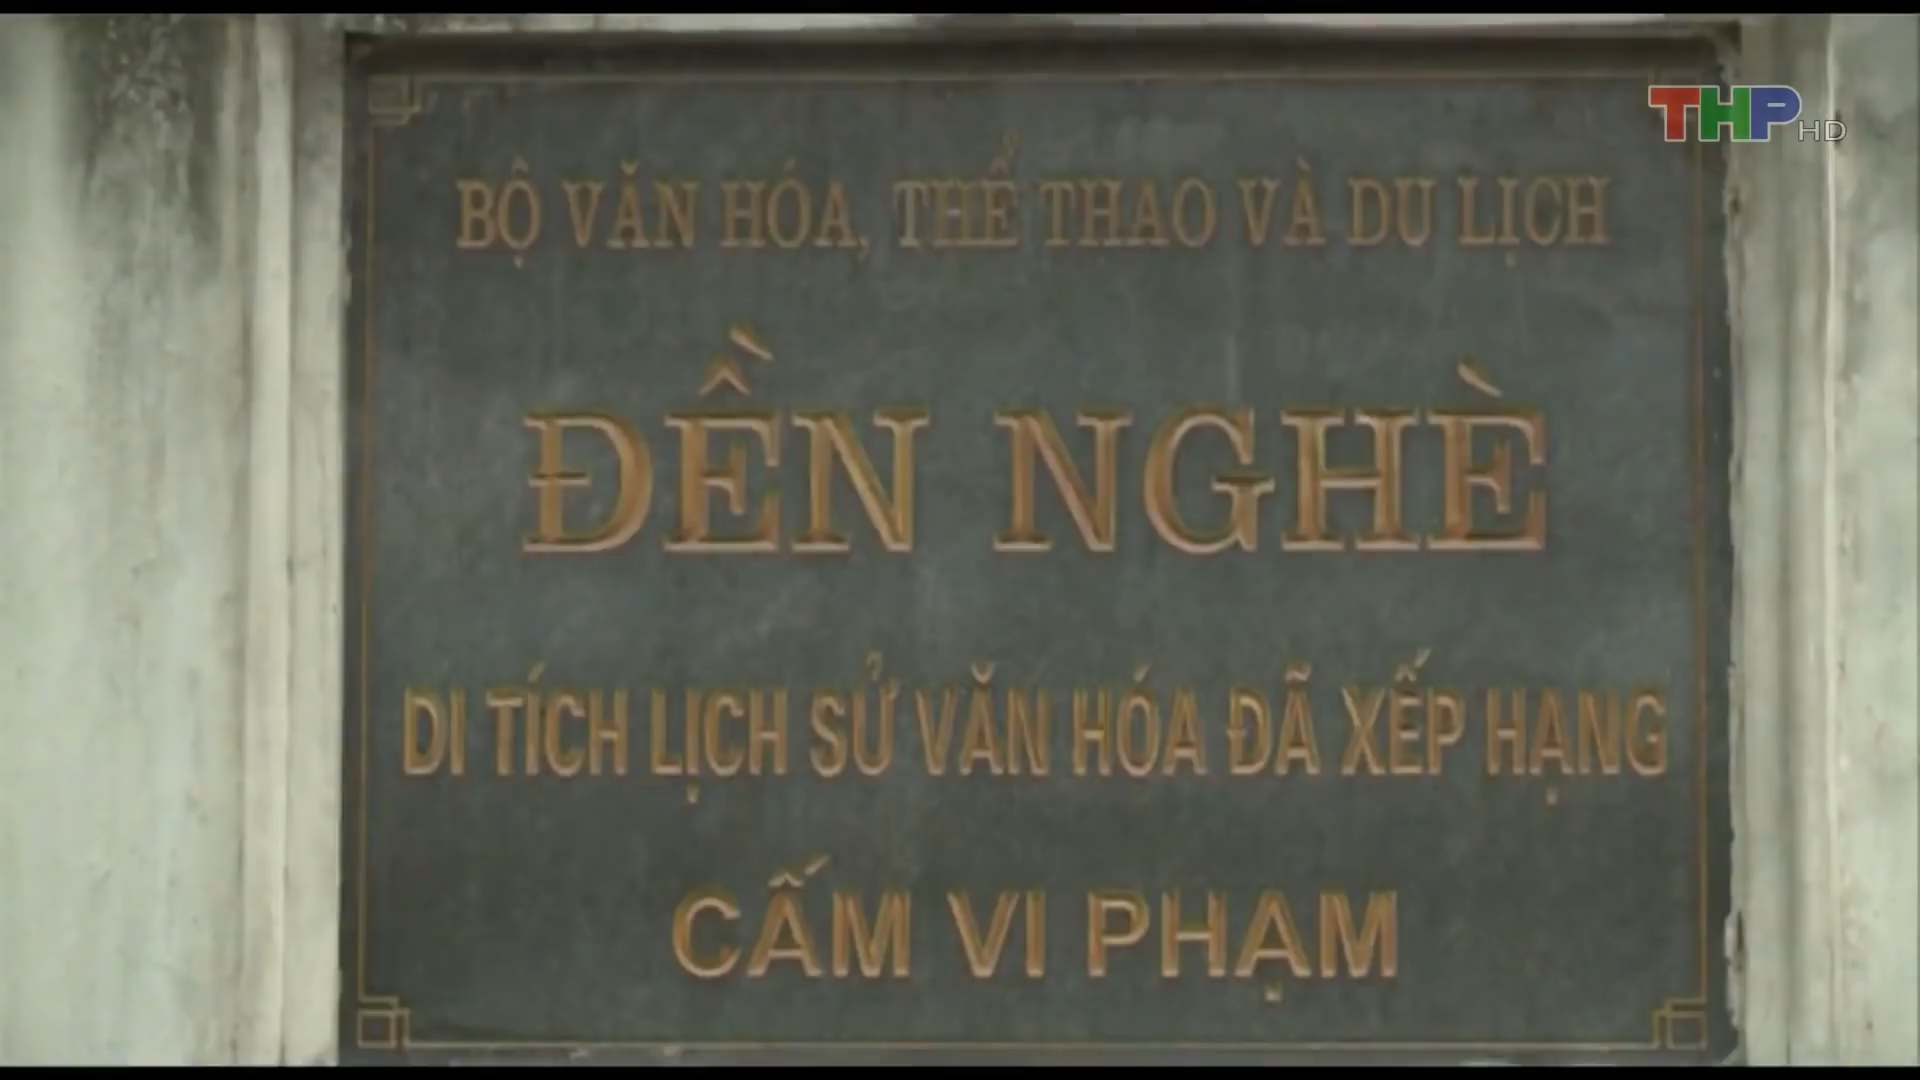 THP HD
BỘ VĂN HÓA, THỂ THAO VÀ DU LỊCH
ĐỀN NGHÈ
DI TÍCH LỊCH SỬ VĂN HÓA ĐÃ XẾP HẠNG
CẤM VI PHẠM